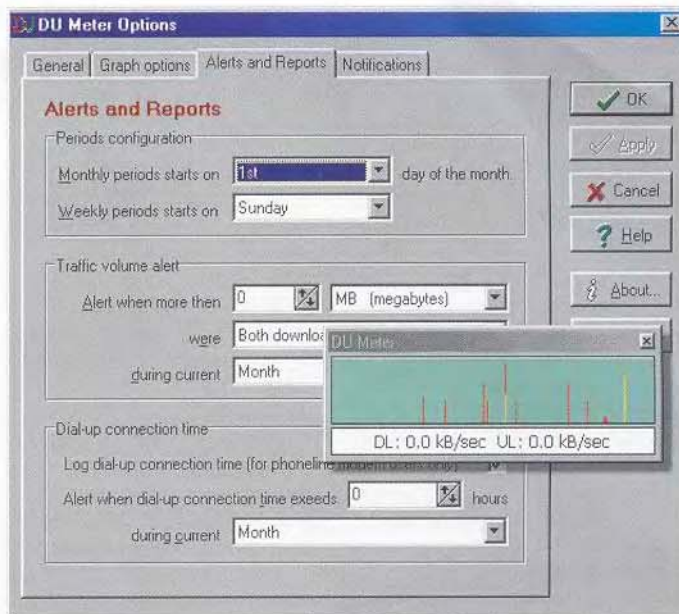 DU Meter Options
General
Graph options
Alerts and Reports
Notifications
Alerts and Reports
Periods configuration
Monthly periods starts on 1st day of the month.
Weekly periods starts on Sunday
Traffic volume alert
Alert when more then 0 MB (megabytes)
were Both downloa
during current Month
Dial-up connection time
Log dial-up connection time (for phoneline modem users only)
Alert when dial-up connection time exceeds 0 hours
during current Month
OK
Apply
Cancel
Help
About...
DU Meter
DL: 0.0 kB/sec UL: 0.0 kB/sec